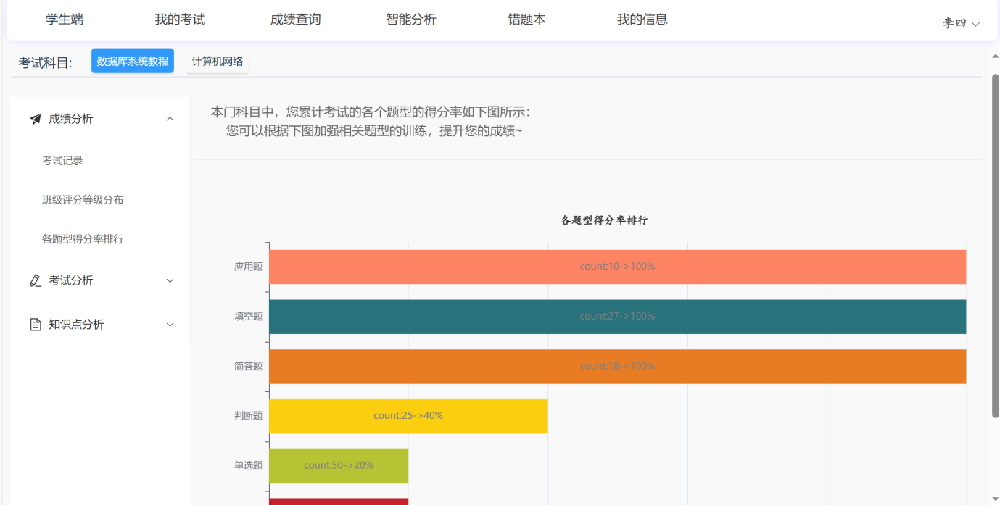 学生端 我的考试 成绩查询 智能分析 错题本 我的信息 李四
考试科目: 数据库系统教程 计算机网络
成绩分析
考试记录
班级评分等级分布
各题型得分率排行
考试分析
知识点分析
本门科目中，您累计考试的各个题型的得分率如下图所示：
您可以根据下图加强相关题型的训练，提升您的成绩~
各题型得分率排行
应用题 count:10->100%
填空题 count:27->100%
简答题 count:18->100%
判断题 count:25->40%
单选题 count:50->20%